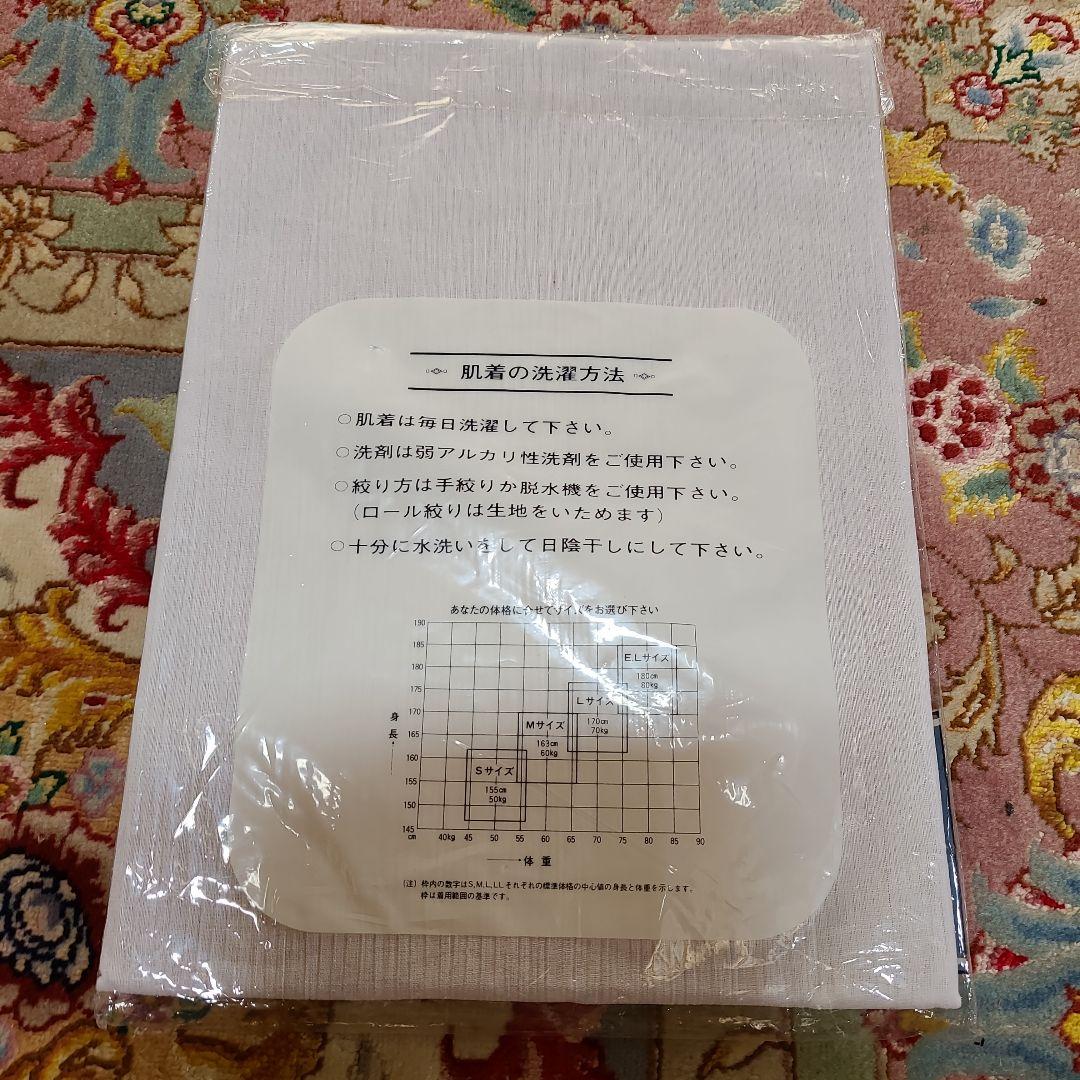 肌着の洗濯方法
○肌着は毎日洗濯して下さい。
○洗剤は弱アルカリ性洗剤をご使用下さい。
○絞り方は手絞りか脱水機をご使用下さい。
(ロール絞りは生地をいためます)
○十分に水洗いをして日陰干しにして下さい。
あなたの体格に合せてサイズをお選び下さい
190
185
180
175
170
165
160
155
150
145
cm
身長
E.Lサイズ
180cm
80kg
Lサイズ
170cm
70kg
Mサイズ
163cm
60kg
Sサイズ
155cm
50kg
40kg 45 50 55 60 65 70 75 80 85 90
→体重
(注) 枠内の数字はS,M,L,LLそれぞれの標準体格の中心値の身長と体重を示します。
枠は着用範囲の基準です。